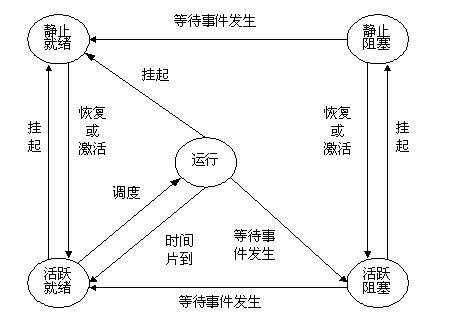 等待事件发生
静止
就绪
静止
阻塞
挂起
挂
起
恢复
或
激活
恢复
或
激活
挂
起
运行
调度
时间
片到
等待事
件发生
活跃
就绪
活跃
阻塞
等待事件发生